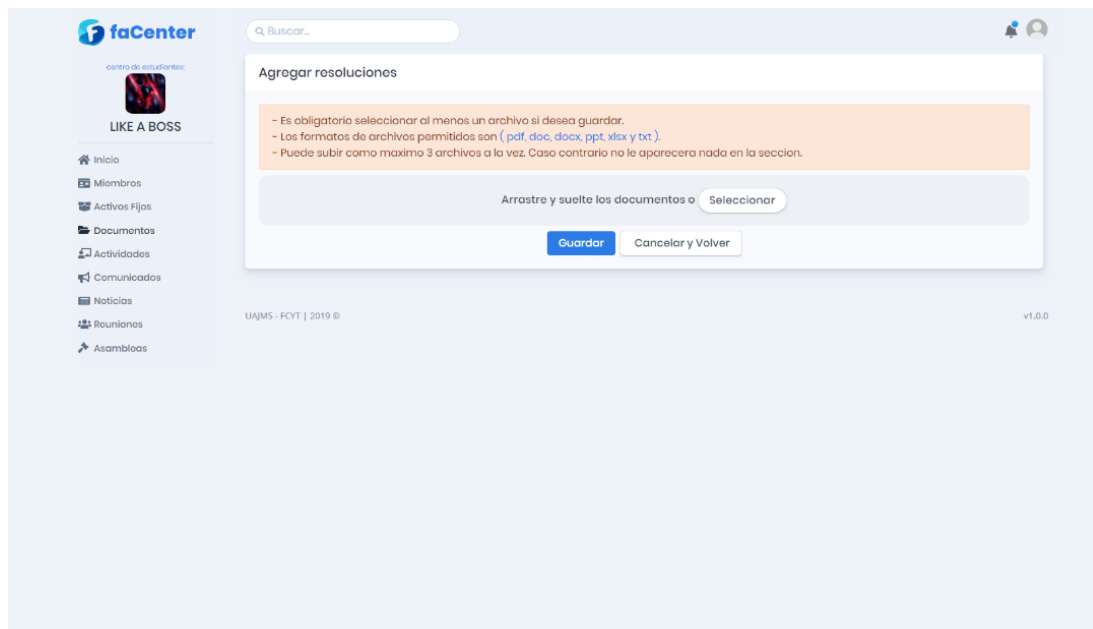 faCenter
Buscar...
centro de estudiantes:
LIKE A BOSS
Inicio
Miembros
Activos Fijos
Documentos
Actividades
Comunicados
Noticias
Reuniones
Asambleas
Agregar resoluciones
- Es obligatorio seleccionar al menos un archivo si desea guardar.
- Los formatos de archivos permitidos son ( pdf, doc, docx, ppt, xlsx y txt ).
- Puede subir como maximo 3 archivos a la vez. Caso contrario no le aparecera nada en la seccion.
Arrastre y suelte los documentos o Seleccionar
Guardar Cancelar y Volver
UAJMS - FCYT | 2019 © v1.0.0